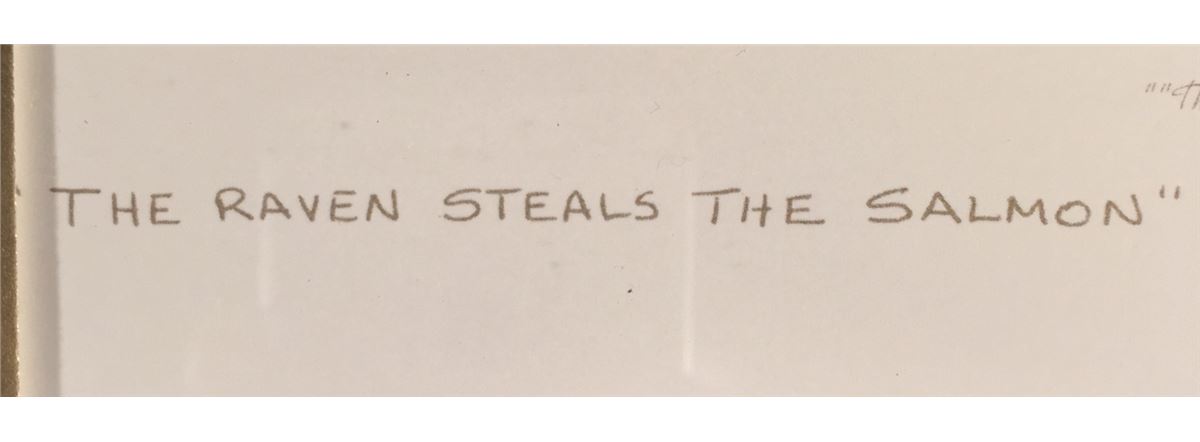 THE RAVEN STEALS THE SALMON"